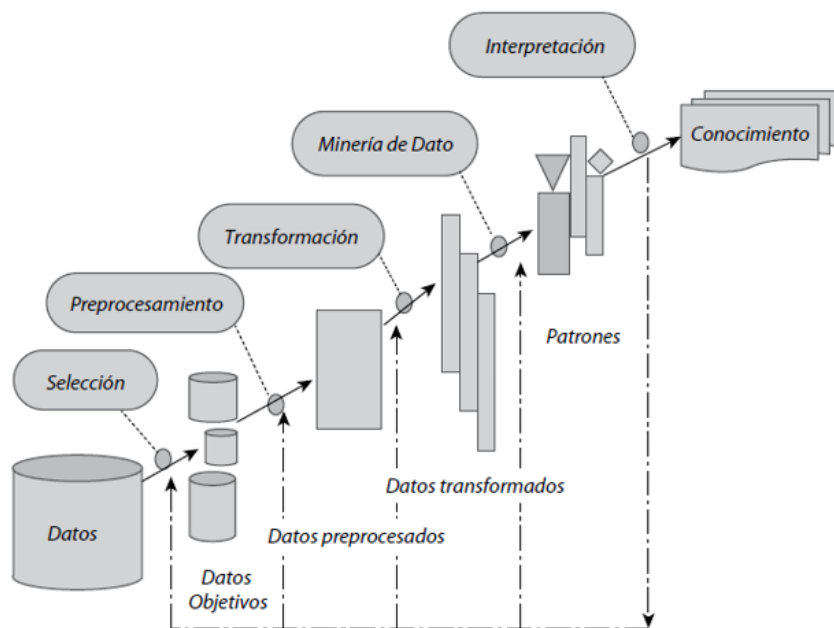 Interpretación
Conocimiento
Minería de Dato
Transformación
Preprocesamiento
Patrones
Selección
Datos transformados
Datos
Datos preprocesados
Datos
Objetivos